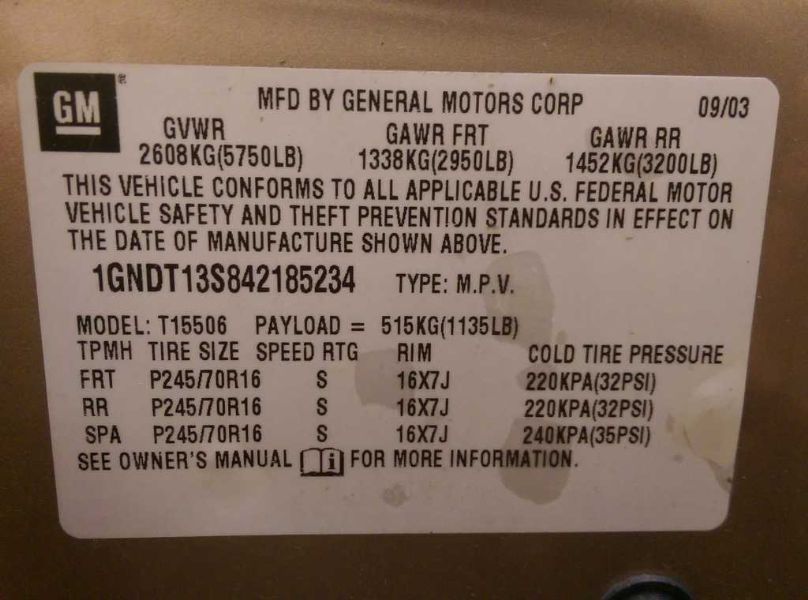 GM® MFD BY GENERAL MOTORS CORP 09/03
GVWR GAWR FRT GAWR RR
2608KG(5750LB) 1338KG(2950LB) 1452KG(3200LB)
THIS VEHICLE CONFORMS TO ALL APPLICABLE U.S. FEDERAL MOTOR
VEHICLE SAFETY AND THEFT PREVENTION STANDARDS IN EFFECT ON
THE DATE OF MANUFACTURE SHOWN ABOVE.
1GNDT13S842185234 TYPE: M.P.V.
MODEL: T15506 PAYLOAD = 515KG(1135LB)
TPMH TIRE SIZE SPEED RTG RIM COLD TIRE PRESSURE
FRT P245/70R16 S 16X7J 220KPA(32PSI)
RR P245/70R16 S 16X7J 220KPA(32PSI)
SPA P245/70R16 S 16X7J 240KPA(35PSI)
SEE OWNER'S MANUAL i FOR MORE INFORMATION.